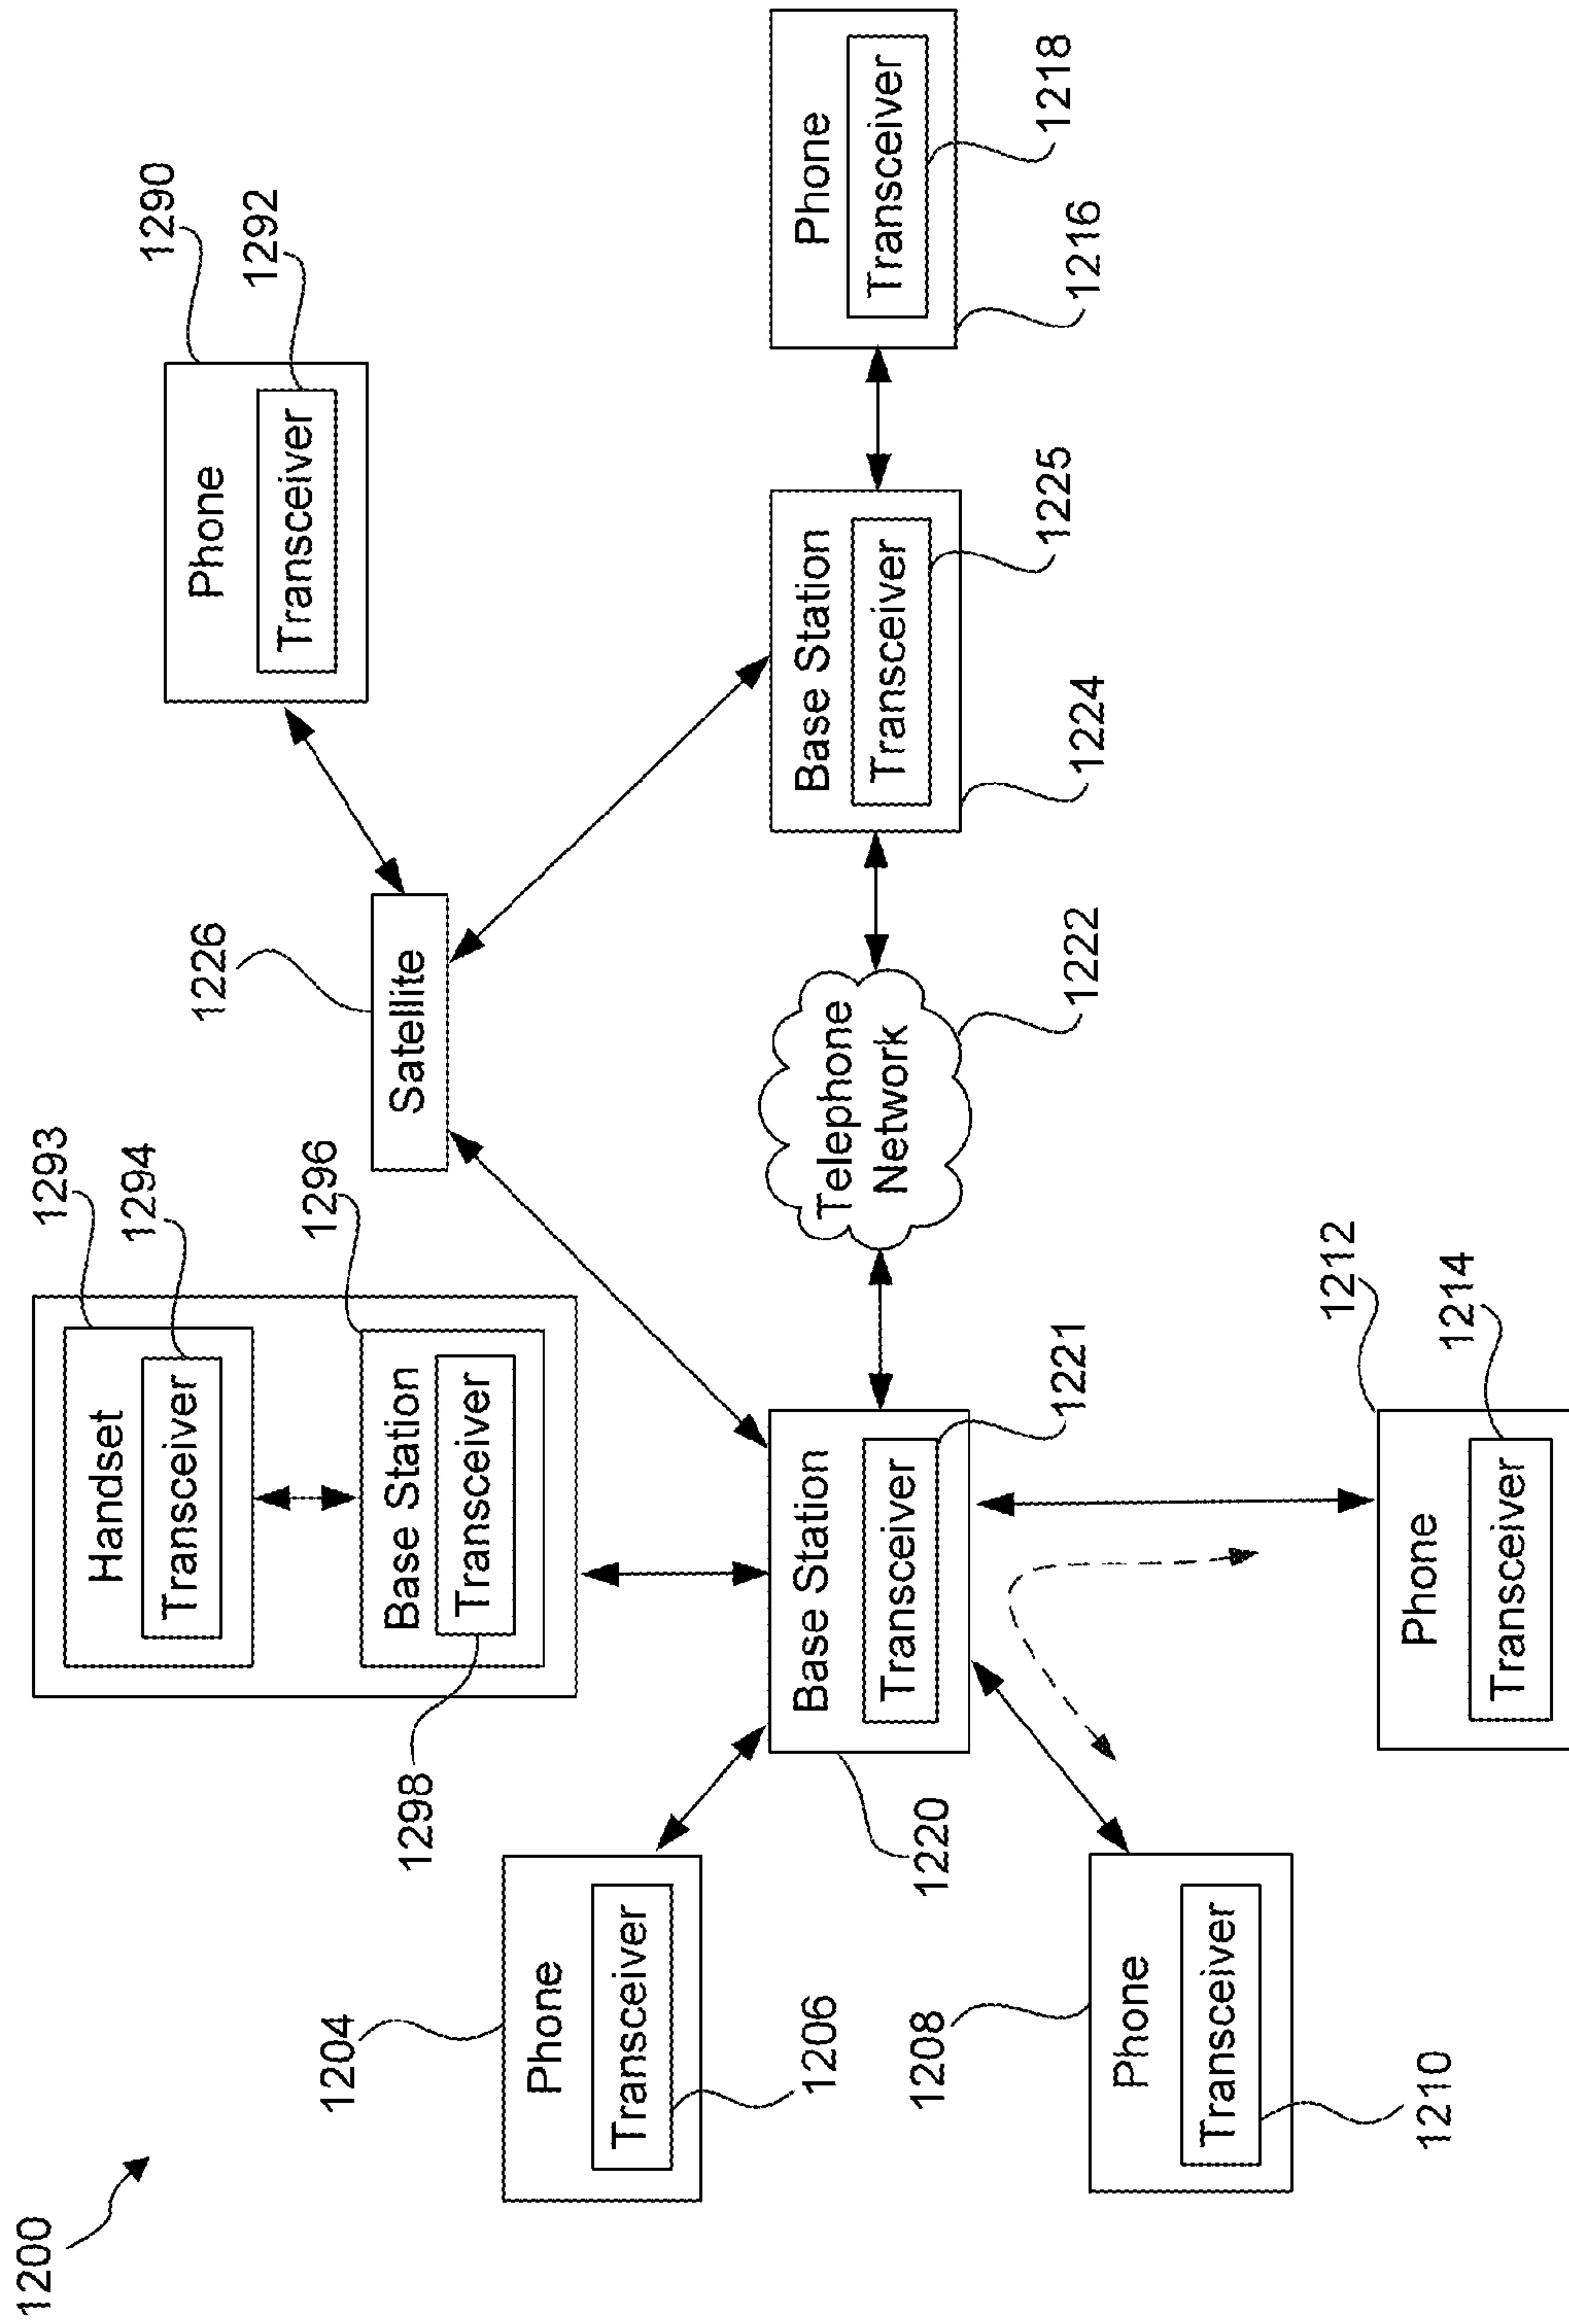 1200
1293
Handset
1294
Transceiver
1296
Base Station
Transceiver
1298
1290
Phone
1292
Transceiver
1226
Satellite
1204
Phone
Transceiver
1206
1220
Base Station
Transceiver
1221
Telephone
Network
1222
Base Station
Transceiver
1225
1224
Phone
Transceiver
1218
1216
1208
Phone
Transceiver
1210
1212
Phone
1214
Transceiver